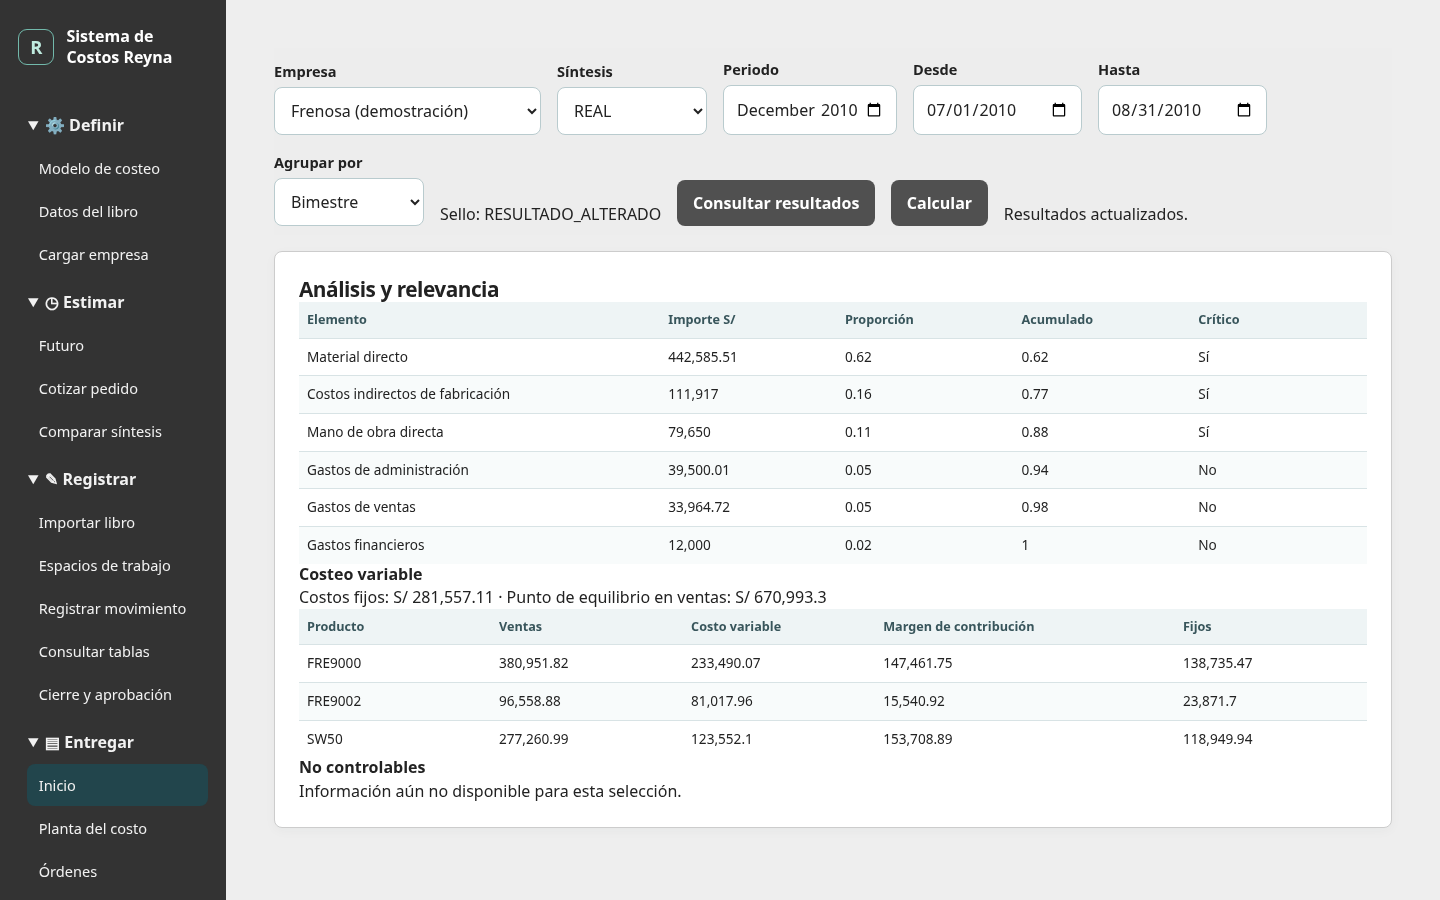 R
Sistema de
Costos Reyna
▼ ⚙️ Definir
Modelo de costeo
Datos del libro
Cargar empresa
▼ ◷ Estimar
Futuro
Cotizar pedido
Comparar síntesis
▼ ✎ Registrar
Importar libro
Espacios de trabajo
Registrar movimiento
Consultar tablas
Cierre y aprobación
▼ ▤ Entregar
Inicio
Planta del costo
Órdenes
Empresa Síntesis Periodo Desde Hasta
Frenosa (demostración) REAL December 2010 07/01/2010 08/31/2010
Agrupar por
Bimestre Sello: RESULTADO_ALTERADO Consultar resultados Calcular Resultados actualizados.
Análisis y relevancia
Elemento Importe S/ Proporción Acumulado Crítico
Material directo 442,585.51 0.62 0.62 Sí
Costos indirectos de fabricación 111,917 0.16 0.77 Sí
Mano de obra directa 79,650 0.11 0.88 Sí
Gastos de administración 39,500.01 0.05 0.94 No
Gastos de ventas 33,964.72 0.05 0.98 No
Gastos financieros 12,000 0.02 1 No
Costeo variable
Costos fijos: S/ 281,557.11 · Punto de equilibrio en ventas: S/ 670,993.3
Producto Ventas Costo variable Margen de contribución Fijos
FRE9000 380,951.82 233,490.07 147,461.75 138,735.47
FRE9002 96,558.88 81,017.96 15,540.92 23,871.7
SW50 277,260.99 123,552.1 153,708.89 118,949.94
No controlables
Información aún no disponible para esta selección.